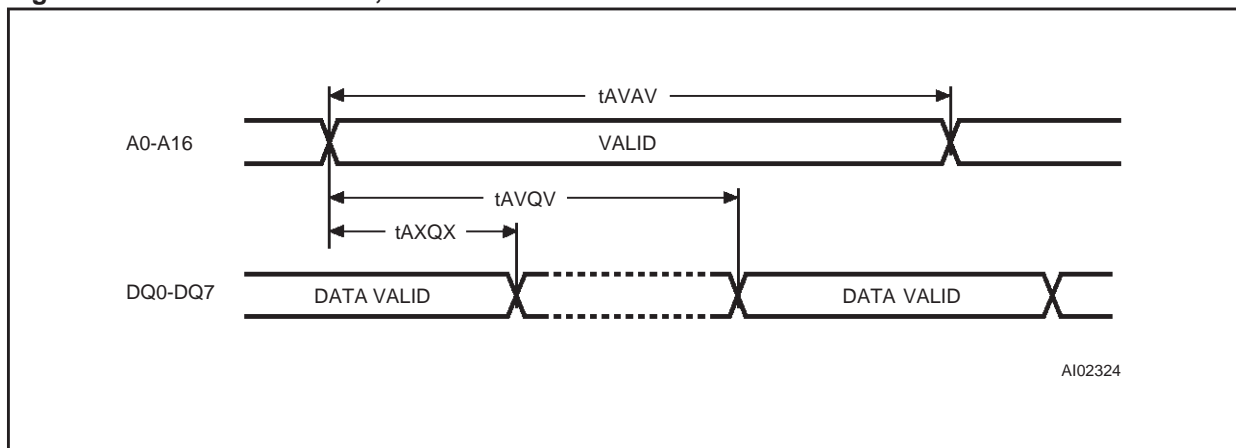 tAVAV
A0-A16
VALID
tAVQV
tAXQX
DQ0-DQ7
DATA VALID
DATA VALID
AI02324